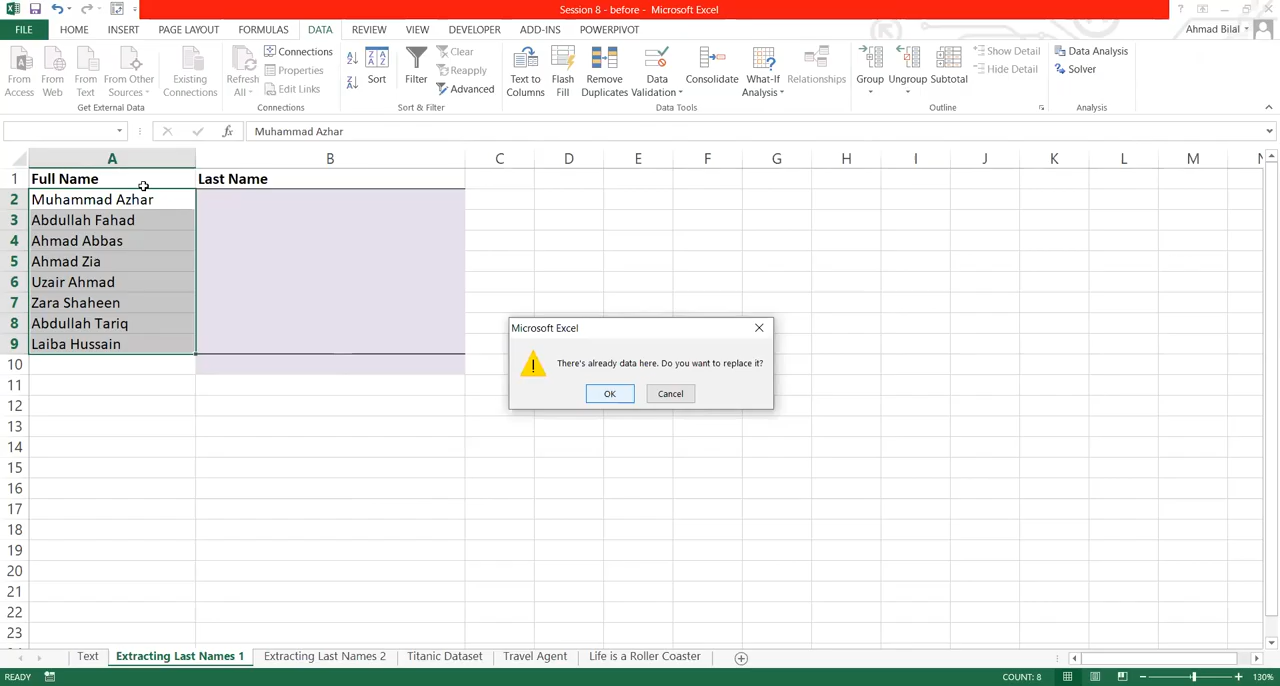 Session 8 - before - Microsoft Excel
FILE HOME INSERT PAGE LAYOUT FORMULAS DATA REVIEW VIEW DEVELOPER ADD-INS POWERPIVOT Ahmad Bilal
From Access
From Web
From Text
From Other Sources
Existing Connections
Get External Data
Refresh All
Connections
Properties
Edit Links
Connections
Sort
Filter
Clear
Reapply
Advanced
Sort & Filter
Text to Columns
Flash Fill
Remove Duplicates
Data Validation
Consolidate
What-If Analysis
Relationships
Data Tools
Group
Ungroup
Subtotal
Show Detail
Hide Detail
Outline
Data Analysis
Solver
Analysis
fx Muhammad Azhar
A B C D E F G H I J K L M N
1 Full Name Last Name
2 Muhammad Azhar
3 Abdullah Fahad
4 Ahmad Abbas
5 Ahmad Zia
6 Uzair Ahmad
7 Zara Shaheen
8 Abdullah Tariq
9 Laiba Hussain
10
11
12
13
14
15
16
17
18
19
20
21
22
23
Microsoft Excel
There's already data here. Do you want to replace it?
OK Cancel
Text Extracting Last Names 1 Extracting Last Names 2 Titanic Dataset Travel Agent Life is a Roller Coaster
READY COUNT: 8 130%